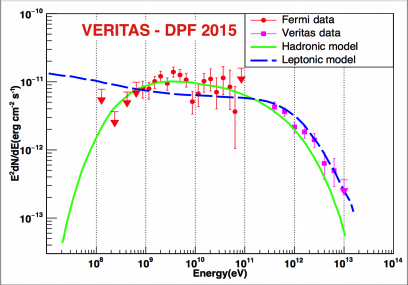 VERITAS - DPF 2015
Fermi data
Veritas data
Hadronic model
Leptonic model
E²dN/dE(erg cm⁻² s⁻¹)
10⁻¹⁰
10⁻¹¹
10⁻¹²
10⁻¹³
10⁸ 10⁹ 10¹⁰ 10¹¹ 10¹² 10¹³ 10¹⁴
Energy(eV)